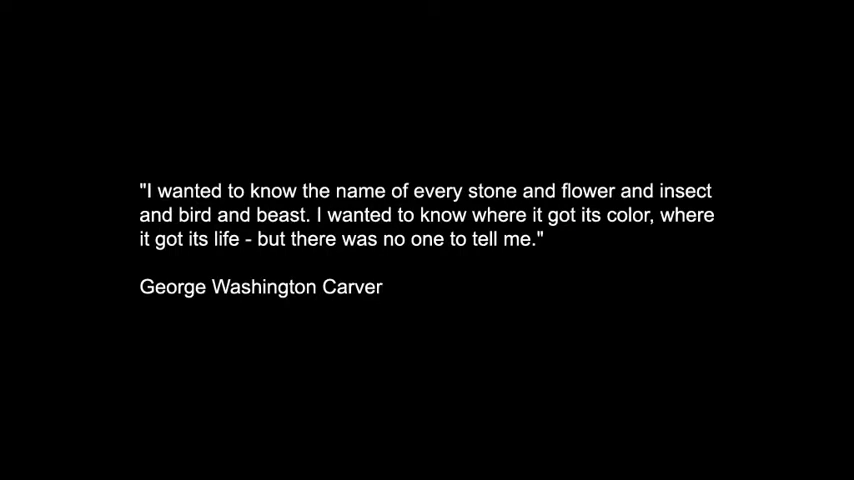 "I wanted to know the name of every stone and flower and insect
and bird and beast. I wanted to know where it got its color, where
it got its life - but there was no one to tell me."
George Washington Carver